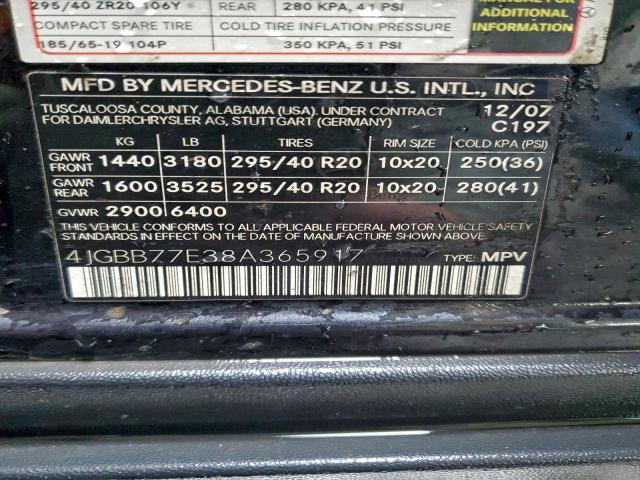 295/40 ZR20 106Y REAR 280 KPA, 41 PSI
COMPACT SPARE TIRE COLD TIRE INFLATION PRESSURE
185/65-19 104P 350 KPA, 51 PSI
MANUAL FOR
ADDITIONAL
INFORMATION
MFD BY MERCEDES-BENZ U.S. INTL., INC
TUSCALOOSA COUNTY, ALABAMA (USA), UNDER CONTRACT 12/07
FOR DAIMLERCHRYSLER AG, STUTTGART (GERMANY) C197
KG LB TIRES RIM SIZE COLD KPA (PSI)
GAWR FRONT 1440 3180 295/40 R20 10x20 250(36)
GAWR REAR 1600 3525 295/40 R20 10x20 280(41)
GVWR 2900 6400
THIS VEHICLE CONFORMS TO ALL APPLICABLE FEDERAL MOTOR VEHICLE SAFETY
STANDARDS IN EFFECT ON THE DATE OF MANUFACTURE SHOWN ABOVE.
4JGBB77E38A365917 TYPE: MPV